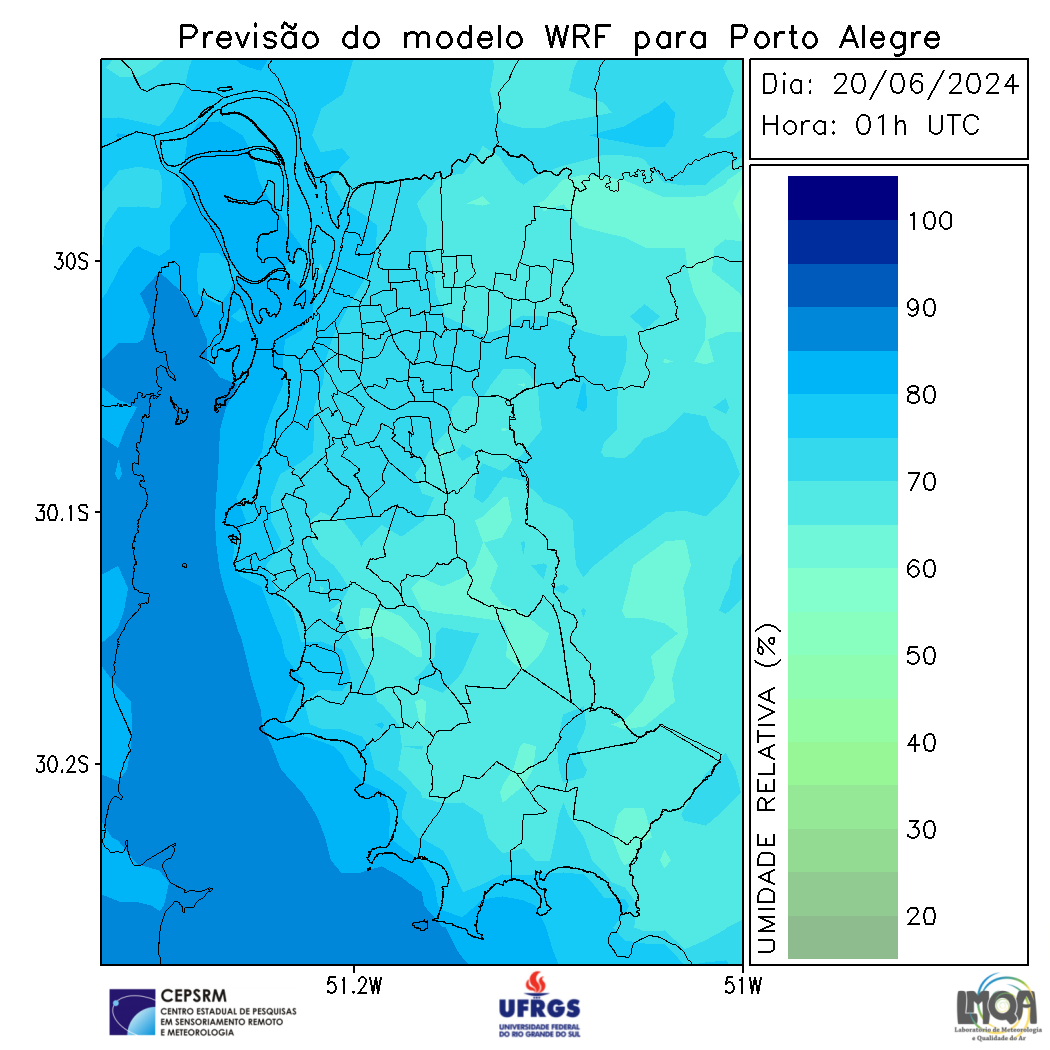 Previsão do modelo WRF para Porto Alegre
Dia: 20/06/2024
Hora: 01h UTC
100
90
80
70
60
50
40
30
20
UMIDADE RELATIVA (%)
30S
30.1S
30.2S
51.2W
51W
CEPSRM
CENTRO ESTADUAL DE PESQUISAS
EM SENSORIAMENTO REMOTO
E METEOROLOGIA
UFRGS
UNIVERSIDADE FEDERAL
DO RIO GRANDE DO SUL
LMQA
Laboratório de Meteorologia
e Qualidade do Ar